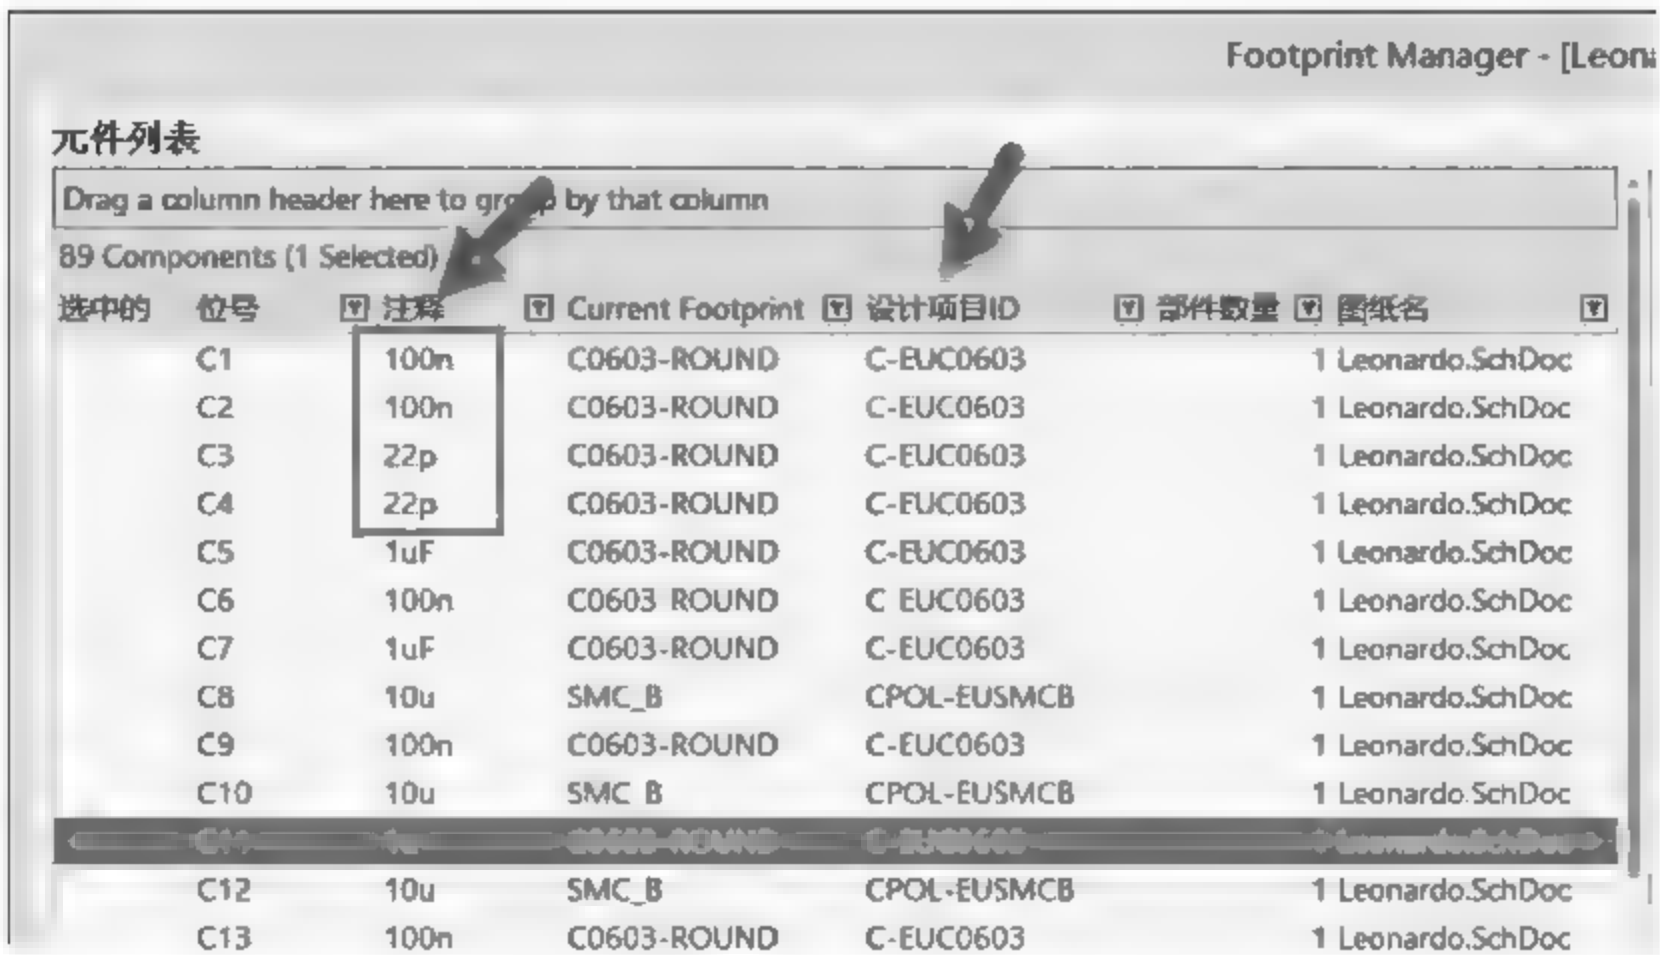 Footprint Manager - [Leon
元件列表
Drag a column header here to group by that column
89 Components (1 Selected)
选中的 位号 注释 Current Footprint 设计项目ID 部件数量 图纸名
C1 100n C0603-ROUND C-EUC0603 1 Leonardo.SchDoc
C2 100n C0603-ROUND C-EUC0603 1 Leonardo.SchDoc
C3 22p C0603-ROUND C-EUC0603 1 Leonardo.SchDoc
C4 22p C0603-ROUND C-EUC0603 1 Leonardo.SchDoc
C5 1uF C0603-ROUND C-EUC0603 1 Leonardo.SchDoc
C6 100n C0603-ROUND C-EUC0603 1 Leonardo.SchDoc
C7 1uF C0603-ROUND C-EUC0603 1 Leonardo.SchDoc
C8 10u SMC_B CPOL-EUSMCB 1 Leonardo.SchDoc
C9 100n C0603-ROUND C-EUC0603 1 Leonardo.SchDoc
C10 10u SMC_B CPOL-EUSMCB 1 Leonardo.SchDoc
C0603-ROUND C-EUC0603 Leonardo.SchDoc
C12 10u SMC_B CPOL-EUSMCB 1 Leonardo.SchDoc
C13 100n C0603-ROUND C-EUC0603 1 Leonardo.SchDoc